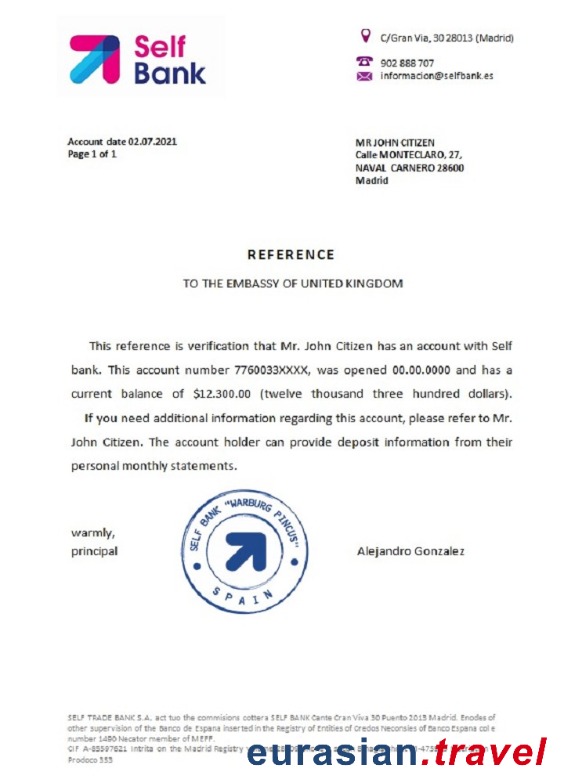 Self
Bank
C/Gran Via, 30 28013 (Madrid)
902 888 707
informacion@selfbank.es
Account date 02.07.2021
Page 1 of 1
MR JOHN CITIZEN
Calle MONTECLARO, 27,
NAVAL CARNERO 28600
Madrid
REFERENCE
TO THE EMBASSY OF UNITED KINGDOM
This reference is verification that Mr. John Citizen has an account with Self
bank. This account number 7760033XXXX, was opened 00.00.0000 and has a
current balance of $12.300.00 (twelve thousand three hundred dollars).
If you need additional information regarding this account, please refer to Mr.
John Citizen. The account holder can provide deposit information from their
personal monthly statements.
warmly,
principal
SELF BANK "WARBURG PINCUS"
SPAIN
Alejandro Gonzalez
SELF TRADE BANK S.A. act tuo the commisions cottera SELF BANK Cente Gran Viva 30 Puento 2013 Madrid. Enodes of
other supervision of the Banco de Espana inserted in the Registry of Entities of Credos Neconsies of Banco Espana col e
number 1490 Necator member of MEFF.
CIF Intrite on the Madrid Registry
Prodoco 333
eurasian.travel